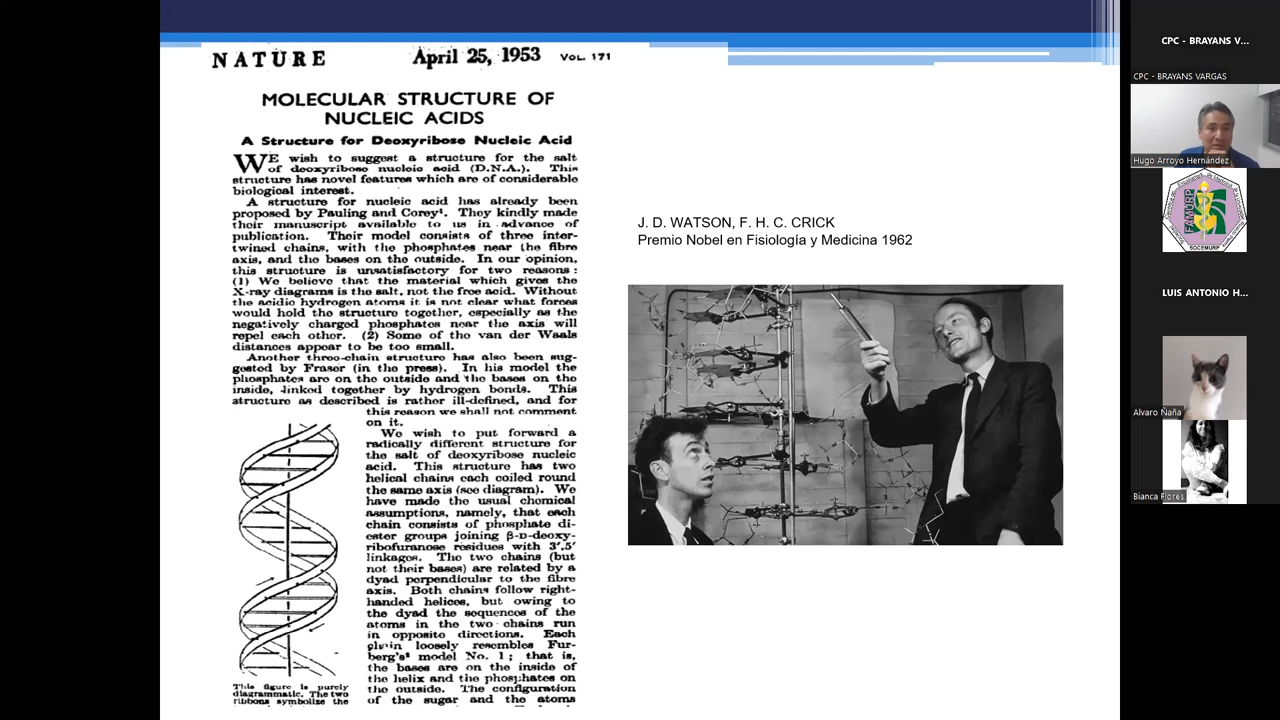 NATURE April 25, 1953 VOL. 171
MOLECULAR STRUCTURE OF
NUCLEIC ACIDS
A Structure for Deoxyribose Nucleic Acid
WE wish to suggest a structure for the salt
of deoxyribose nucleic acid (D.N.A.). This
structure has novel features which are of considerable
biological interest.
A structure for nucleic acid has already been
proposed by Pauling and Corey¹. They kindly made
their manuscript available to us in advance of
publication. Their model consists of three inter-
twined chains, with the phosphates near the fibre
axis, and the bases on the outside. In our opinion,
this structure is unsatisfactory for two reasons :
(1) We believe that the material which gives the
X-ray diagrams is the salt, not the free acid. Without
the acidic hydrogen atoms it is not clear what forces
would hold the structure together, especially as the
negatively charged phosphates near the axis will
repel each other. (2) Some of the van der Waals
distances appear to be too small.
Another three-chain structure has also been sug-
gested by Fraser (in the press). In his model the
phosphates are on the outside and the bases on the
inside, linked together by hydrogen bonds. This
structure as described is rather ill-defined, and for
this reason we shall not comment
on it.
We wish to put forward a
radically different structure for
the salt of deoxyribose nucleic
acid. This structure has two
helical chains each coiled round
the same axis (see diagram). We
have made the usual chemical
assumptions, namely, that each
chain consists of phosphate di-
ester groups joining β-D-deoxy-
ribofuranose residues with 3',5'
linkages. The two chains (but
not their bases) are related by a
dyad perpendicular to the fibre
axis. Both chains follow right-
handed helices, but owing to
the dyad the sequences of the
atoms in the two chains run
in opposite directions. Each
chain loosely resembles Fur-
berg's² model No. 1 ; that is,
the bases are on the inside of
the helix and the phosphates on
the outside. The configuration
of the sugar and the atoms
This figure is purely
diagrammatic. The two
ribbons symbolize the
J. D. WATSON, F. H. C. CRICK
Premio Nobel en Fisiología y Medicina 1962
CPC - BRAYANS V...
CPC - BRAYANS VARGAS
Hugo Arroyo Hernández
FAMURP
SOCEMURP
LUIS ANTONIO H...
Alvaro Ñaña
Bianca Flores